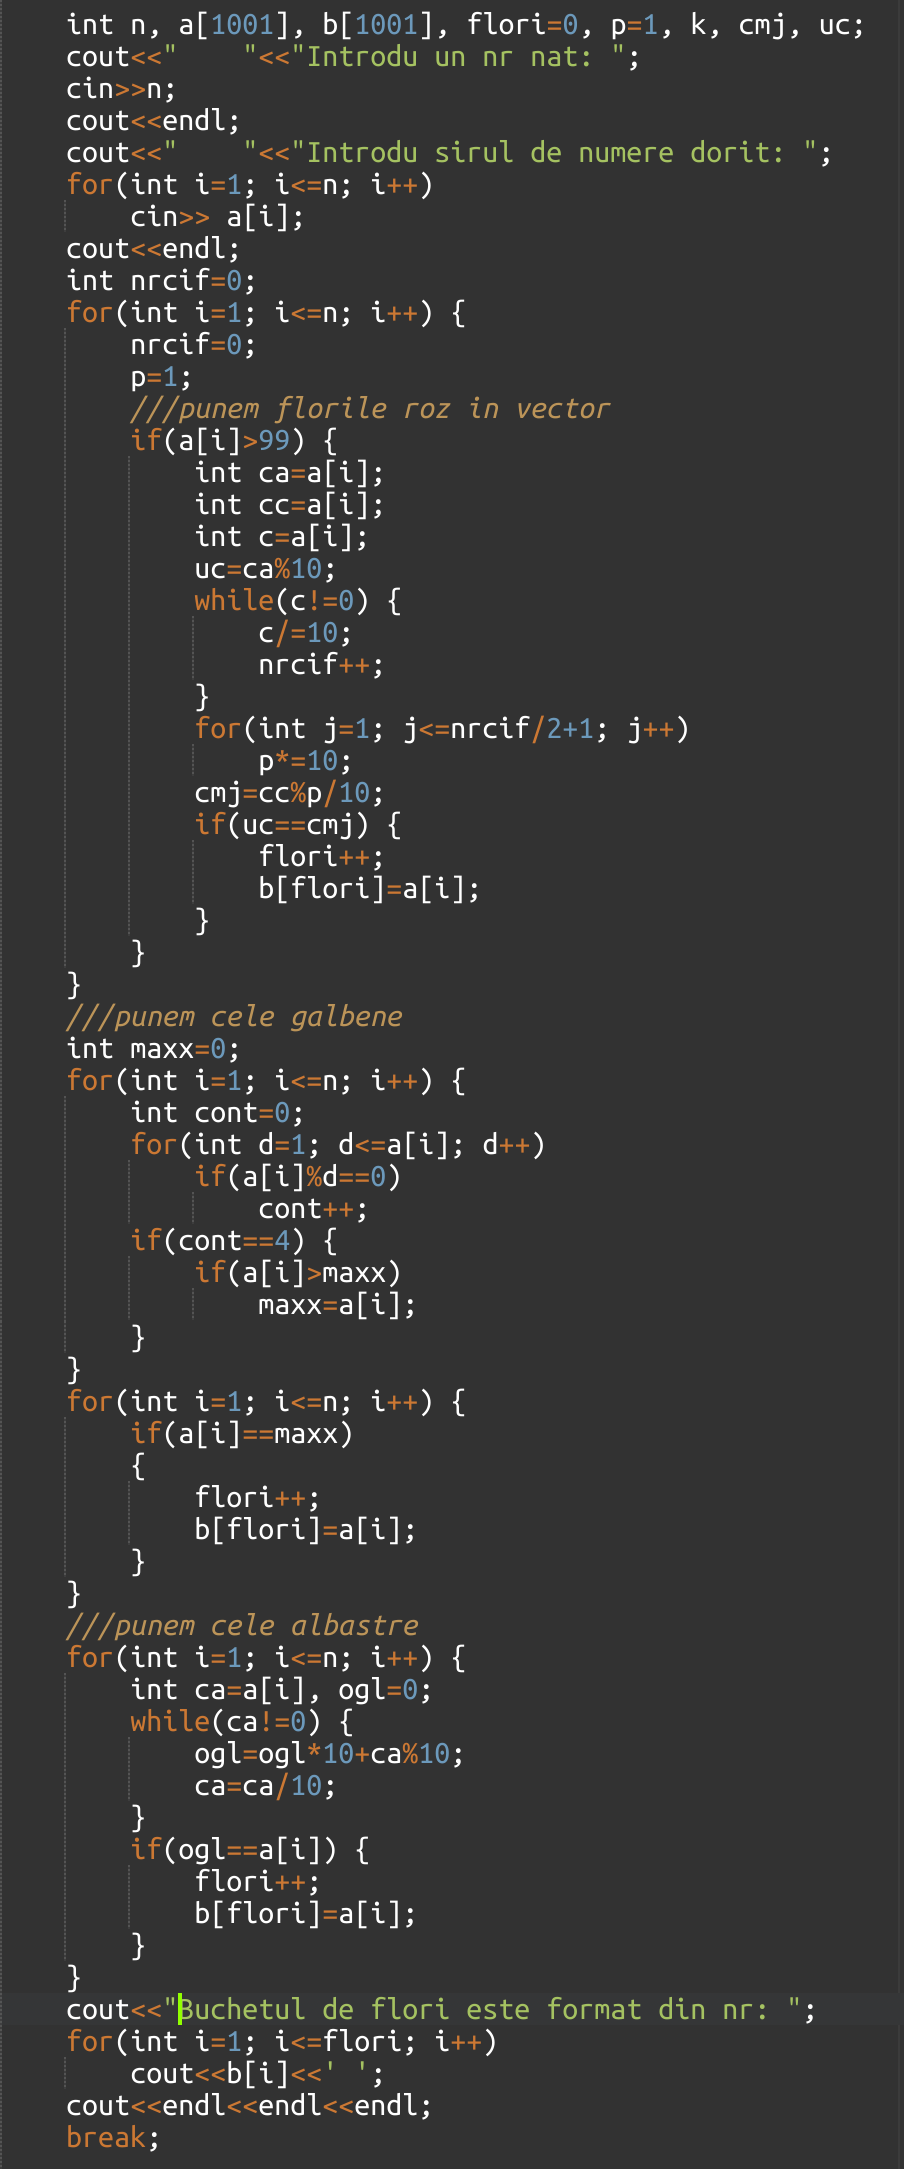 int n, a[1001], b[1001], flori=0, p=1, k, cmj, uc;
cout<<"    "<<"Introdu un nr nat: ";
cin>>n;
cout<<endl;
cout<<"    "<<"Introdu sirul de numere dorit: ";
for(int i=1; i<=n; i++)
    cin>> a[i];
cout<<endl;
int nrcif=0;
for(int i=1; i<=n; i++) {
    nrcif=0;
    p=1;
    ///punem florile roz in vector
    if(a[i]>99) {
        int ca=a[i];
        int cc=a[i];
        int c=a[i];
        uc=ca%10;
        while(c!=0) {
            c/=10;
            nrcif++;
        }
        for(int j=1; j<=nrcif/2+1; j++)
            p*=10;
        cmj=cc%p/10;
        if(uc==cmj) {
            flori++;
            b[flori]=a[i];
        }
    }
}
///punem cele galbene
int maxx=0;
for(int i=1; i<=n; i++) {
    int cont=0;
    for(int d=1; d<=a[i]; d++)
        if(a[i]%d==0)
            cont++;
    if(cont==4) {
        if(a[i]>maxx)
            maxx=a[i];
    }
}
for(int i=1; i<=n; i++) {
    if(a[i]==maxx)
    {
        flori++;
        b[flori]=a[i];
    }
}
///punem cele albastre
for(int i=1; i<=n; i++) {
    int ca=a[i], ogl=0;
    while(ca!=0) {
        ogl=ogl*10+ca%10;
        ca=ca/10;
    }
    if(ogl==a[i]) {
        flori++;
        b[flori]=a[i];
    }
}
cout<<"Buchetul de flori este format din nr: ";
for(int i=1; i<=flori; i++)
    cout<<b[i]<<' ';
cout<<endl<<endl<<endl;
break;